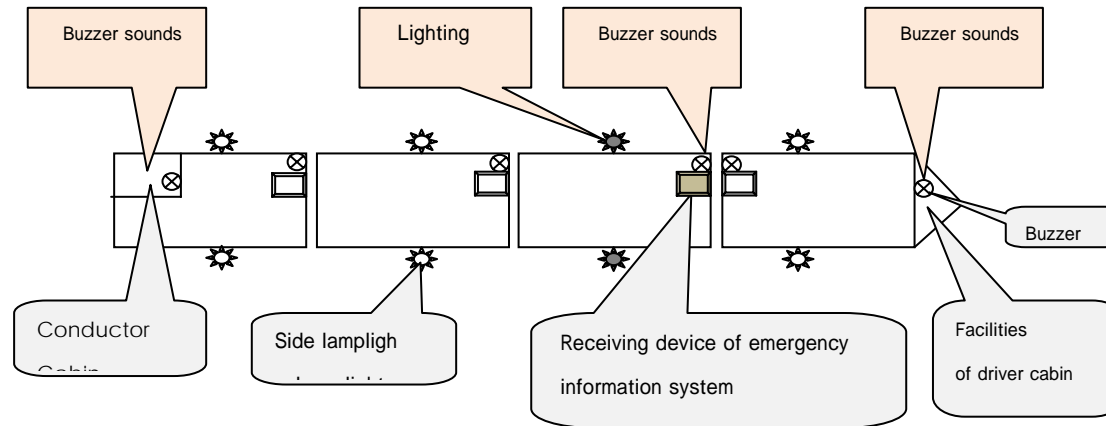 Buzzer sounds
Lighting
Buzzer sounds
Buzzer sounds
Buzzer
Conductor
Side lampligh
Receiving device of emergency
information system
Facilities
of driver cabin